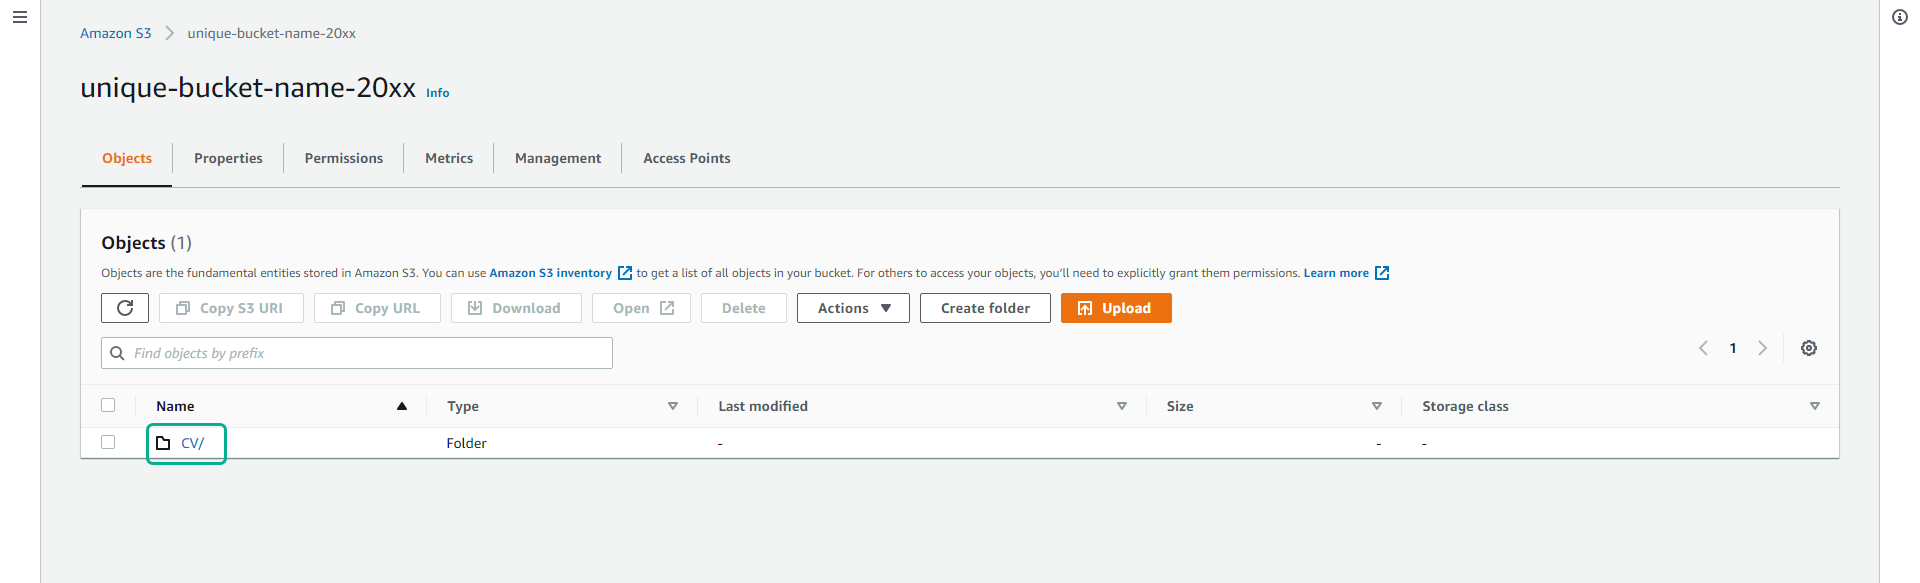 Amazon S3 > unique-bucket-name-20xx
unique-bucket-name-20xx Info
Objects Properties Permissions Metrics Management Access Points
Objects (1)
Objects are the fundamental entities stored in Amazon S3. You can use Amazon S3 inventory to get a list of all objects in your bucket. For others to access your objects, you'll need to explicitly grant them permissions. Learn more
Copy S3 URI Copy URL Download Open Delete Actions Create folder Upload
Find objects by prefix 1
Name Type Last modified Size Storage class
CV/ Folder - - -